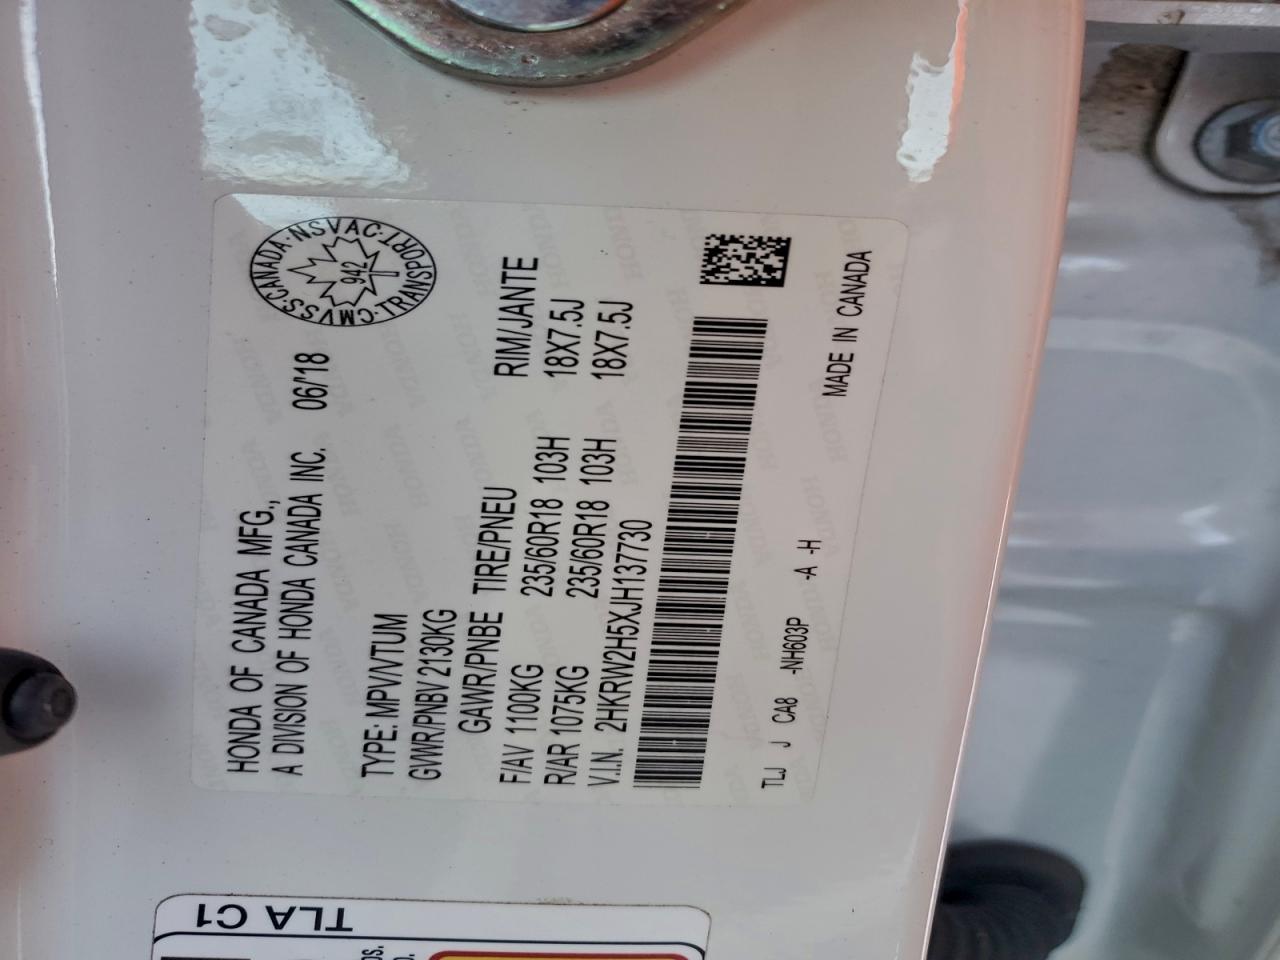 HONDA OF CANADA MFG.,
A DIVISION OF HONDA CANADA INC. 06/'18
CMVSS·CANADA·NSVAC·TRANSPORT·
942
TYPE: MPV/VTUM
GVWR/PNBV 2130KG
GAWR/PNBE TIRE/PNEU RIM/JANTE
F/AV 1100KG 235/60R18 103H 18X7.5J
R/AR 1075KG 235/60R18 103H 18X7.5J
V.I.N. 2HKRW2H5XJH137730
TLJ J CA8 -NH603P -A -H MADE IN CANADA
TLA C1